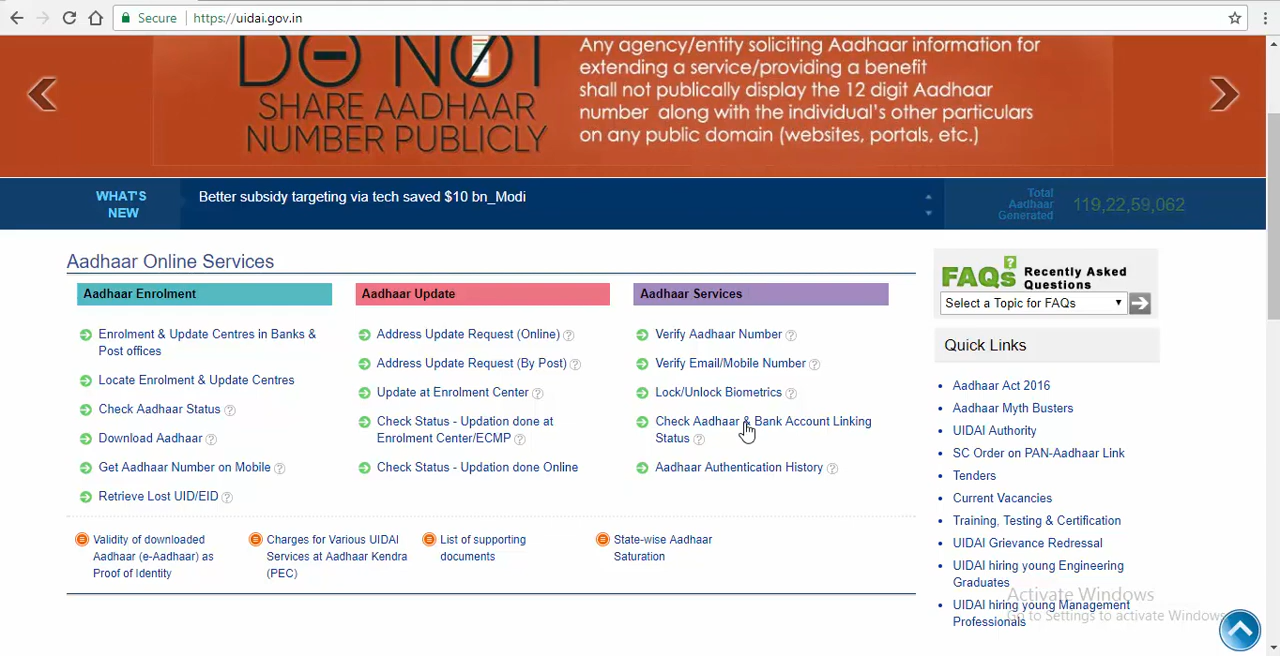 Secure https://uidai.gov.in
DO NOT
SHARE AADHAAR
NUMBER PUBLICLY
Any agency/entity soliciting Aadhaar information for
extending a service/providing a benefit
shall not publically display the 12 digit Aadhaar
number along with the individual's other particulars
on any public domain (websites, portals, etc.)
WHAT'S
NEW
Better subsidy targeting via tech saved $10 bn_Modi
Total
Aadhaar
Generated
119,22,59,062
Aadhaar Online Services
Aadhaar Enrolment
Enrolment & Update Centres in Banks &
Post offices
Locate Enrolment & Update Centres
Check Aadhaar Status ?
Download Aadhaar ?
Get Aadhaar Number on Mobile ?
Retrieve Lost UID/EID ?
Aadhaar Update
Address Update Request (Online) ?
Address Update Request (By Post) ?
Update at Enrolment Center ?
Check Status - Updation done at
Enrolment Center/ECMP ?
Check Status - Updation done Online
Aadhaar Services
Verify Aadhaar Number ?
Verify Email/Mobile Number ?
Lock/Unlock Biometrics ?
Check Aadhaar & Bank Account Linking
Status ?
Aadhaar Authentication History ?
Validity of downloaded
Aadhaar (e-Aadhaar) as
Proof of Identity
Charges for Various UIDAI
Services at Aadhaar Kendra
(PEC)
List of supporting
documents
State-wise Aadhaar
Saturation
FAQs ? Recently Asked
Questions
Select a Topic for FAQs
Quick Links
Aadhaar Act 2016
Aadhaar Myth Busters
UIDAI Authority
SC Order on PAN-Aadhaar Link
Tenders
Current Vacancies
Training, Testing & Certification
UIDAI Grievance Redressal
UIDAI hiring young Engineering
Graduates
UIDAI hiring young Management
Professionals
Activate Windows
Go to Settings to activate Windows.